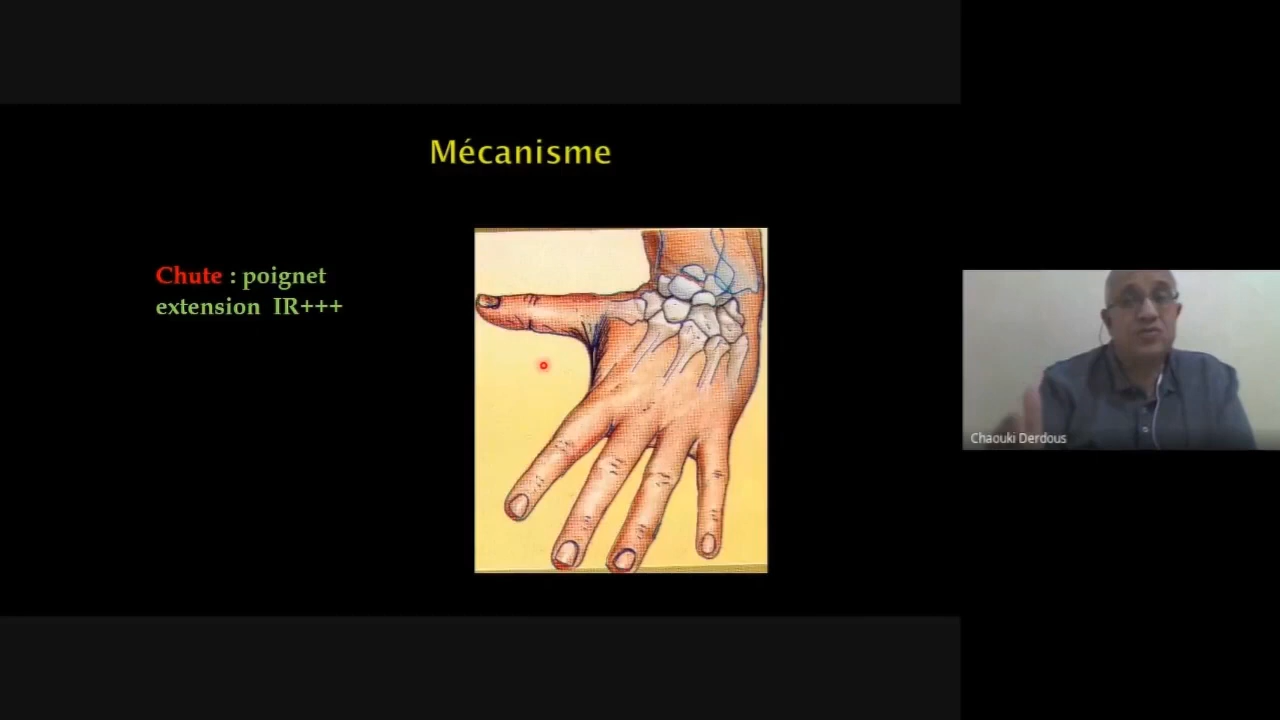 Mécanisme
Chute : poignet
extension IR+++
Chaouki Derdous